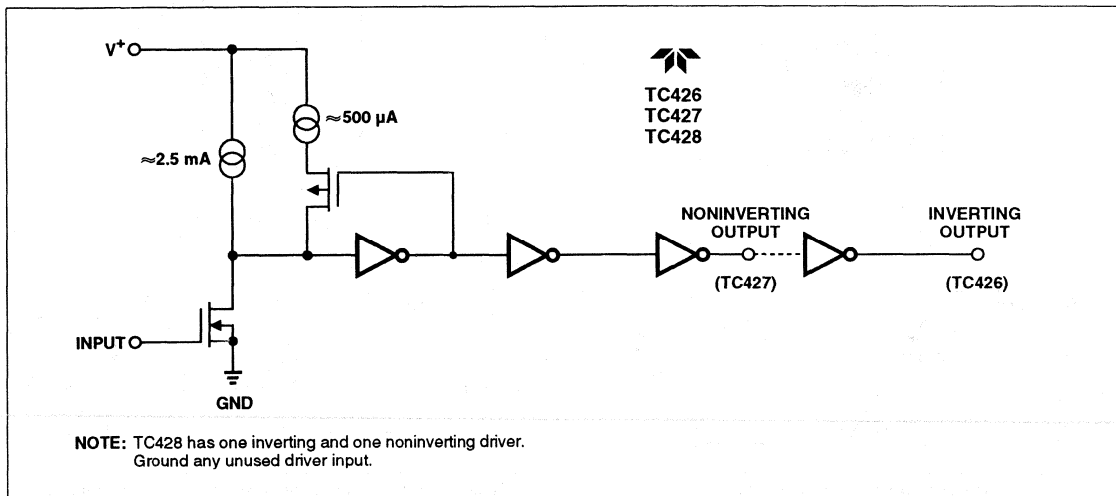 V+
TC426
TC427
TC428
≈500 µA
≈2.5 mA
NONINVERTING
OUTPUT
INVERTING
OUTPUT
(TC427)
(TC426)
INPUT
GND
NOTE: TC428 has one inverting and one noninverting driver.
Ground any unused driver input.